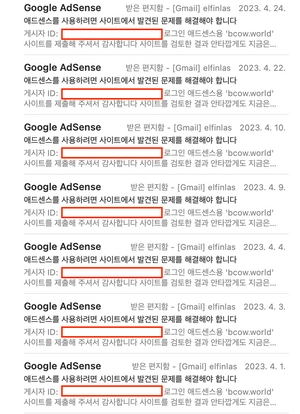 Google AdSense 받은 편지함 - [Gmail] elfinlas 2023. 4. 24.
애드센스를 사용하려면 사이트에서 발견된 문제를 해결해야 합니다
게시자 ID: 로그인 애드센스용 'bcow.world'
사이트를 제출해 주셔서 감사합니다 사이트를 검토한 결과 안타깝게도 지금은...
Google AdSense 받은 편지함 - [Gmail] elfinlas 2023. 4. 22.
애드센스를 사용하려면 사이트에서 발견된 문제를 해결해야 합니다
게시자 ID: 로그인 애드센스용 'bcow.world'
사이트를 제출해 주셔서 감사합니다 사이트를 검토한 결과 안타깝게도 지금은...
Google AdSense 받은 편지함 - [Gmail] elfinlas 2023. 4. 10.
애드센스를 사용하려면 사이트에서 발견된 문제를 해결해야 합니다
게시자 ID: 로그인 애드센스용 'bcow.world'
사이트를 제출해 주셔서 감사합니다 사이트를 검토한 결과 안타깝게도 지금은...
Google AdSense 받은 편지함 - [Gmail] elfinlas 2023. 4. 9.
애드센스를 사용하려면 사이트에서 발견된 문제를 해결해야 합니다
게시자 ID: 로그인 애드센스용 'bcow.world'
사이트를 제출해 주셔서 감사합니다 사이트를 검토한 결과 안타깝게도 지금은...
Google AdSense 받은 편지함 - [Gmail] elfinlas 2023. 4. 4.
애드센스를 사용하려면 사이트에서 발견된 문제를 해결해야 합니다
게시자 ID: 로그인 애드센스용 'bcow.world'
사이트를 제출해 주셔서 감사합니다 사이트를 검토한 결과 안타깝게도 지금은...
Google AdSense 받은 편지함 - [Gmail] elfinlas 2023. 4. 3.
애드센스를 사용하려면 사이트에서 발견된 문제를 해결해야 합니다
게시자 ID: 로그인 애드센스용 'bcow.world'
사이트를 제출해 주셔서 감사합니다 사이트를 검토한 결과 안타깝게도 지금은...
Google AdSense 받은 편지함 - [Gmail] elfinlas 2023. 4. 1.
애드센스를 사용하려면 사이트에서 발견된 문제를 해결해야 합니다
게시자 ID: 로그인 애드센스용 'bcow.world'
사이트를 제출해 주셔서 감사합니다 사이트를 검토한 결과 안타깝게도 지금은...